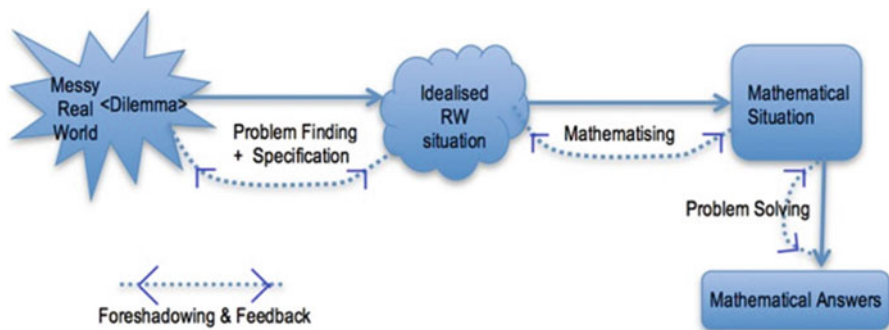 Messy
Real
World
<Dilemma>
Problem Finding
+ Specification
Idealised
RW
situation
Mathematising
Mathematical
Situation
Problem Solving
Mathematical Answers
Foreshadowing & Feedback